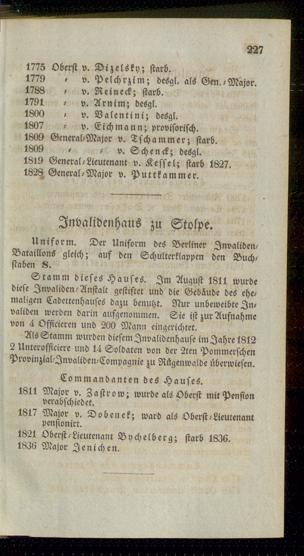 227
1775 Oberst v. Dizelsky; starb.
1779 „ v. Pelchrzim; desgl. als Gen.-Major.
1788 „ v. Reineck; starb.
1791 „ v. Arnim; desgl.
1800 „ v. Valentini; desgl.
1807 „ v. Eichmann; provisorisch.
1809 General-Major v. Tschammer; starb.
1809 „ „ v. Schenck; desgl.
1819 General-Lieutenant v. Kessel; starb 1827.
1828 General-Major v. Puttkammer.
Invalidenhaus zu Stolpe.
Uniform. Der Uniform des Berliner Invaliden-
Bataillons gleich; auf den Schulterklappen den Buch-
staben S.
Stamm dieses Hauses. Im August 1811 wurde
diese Invaliden-Anstalt gestiftet und die Gebäude des ehe-
maligen Cadettenhauses dazu benutzt. Nur unbeweibte In-
validen werden darin aufgenommen. Sie ist zur Aufnahme
von 4 Officieren und 200 Mann eingerichtet.
Als Stamm wurden diesem Invalidenhause im Jahre 1812
2 Unterofficiere und 14 Soldaten von der 2ten Pommerschen
Provinzial-Invaliden-Compagnie zu Rügenwalde überwiesen.
Commandanten des Hauses.
1811 Major v. Zastrow; wurde als Oberst mit Pension
verabschiedet.
1817 Major v. Dobeneck; ward als Oberst-Lieutenant
pensionirt.
1821 Oberst-Lieutenant Bychelberg; starb 1836.
1836 Major Jenichen.